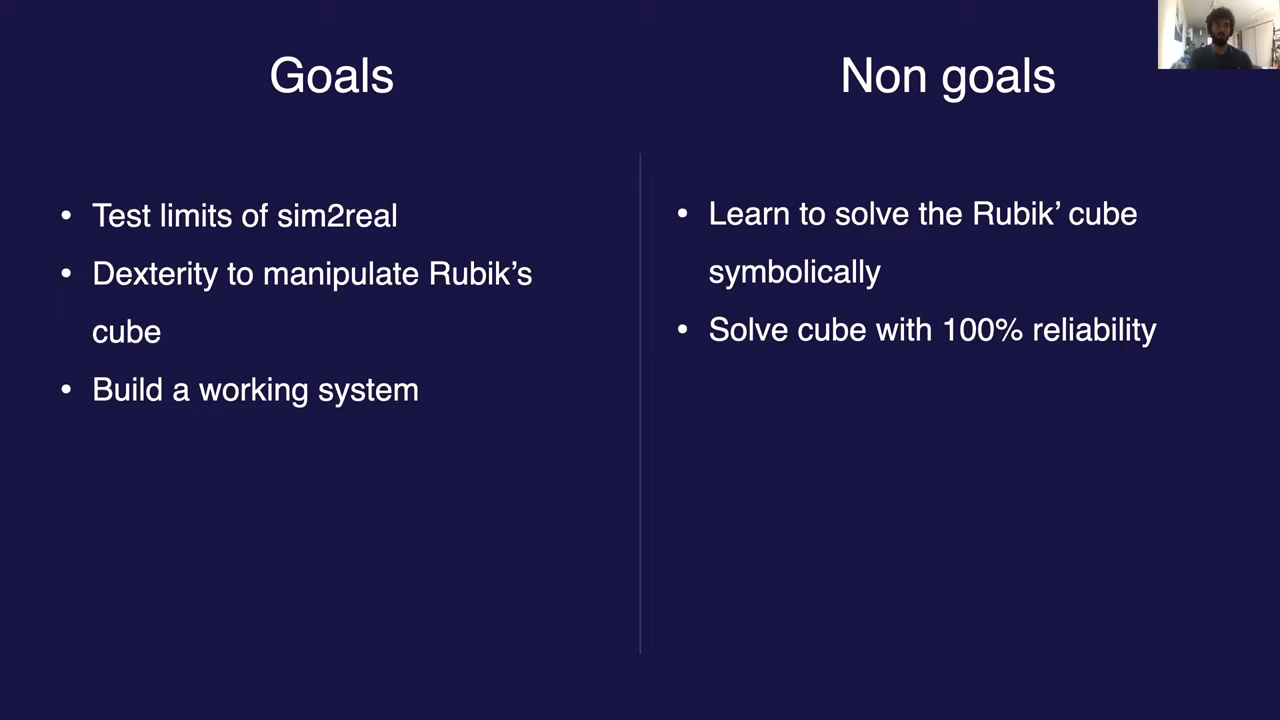 Goals
• Test limits of sim2real
• Dexterity to manipulate Rubik’s
cube
• Build a working system
Non goals
• Learn to solve the Rubik’ cube
symbolically
• Solve cube with 100% reliability